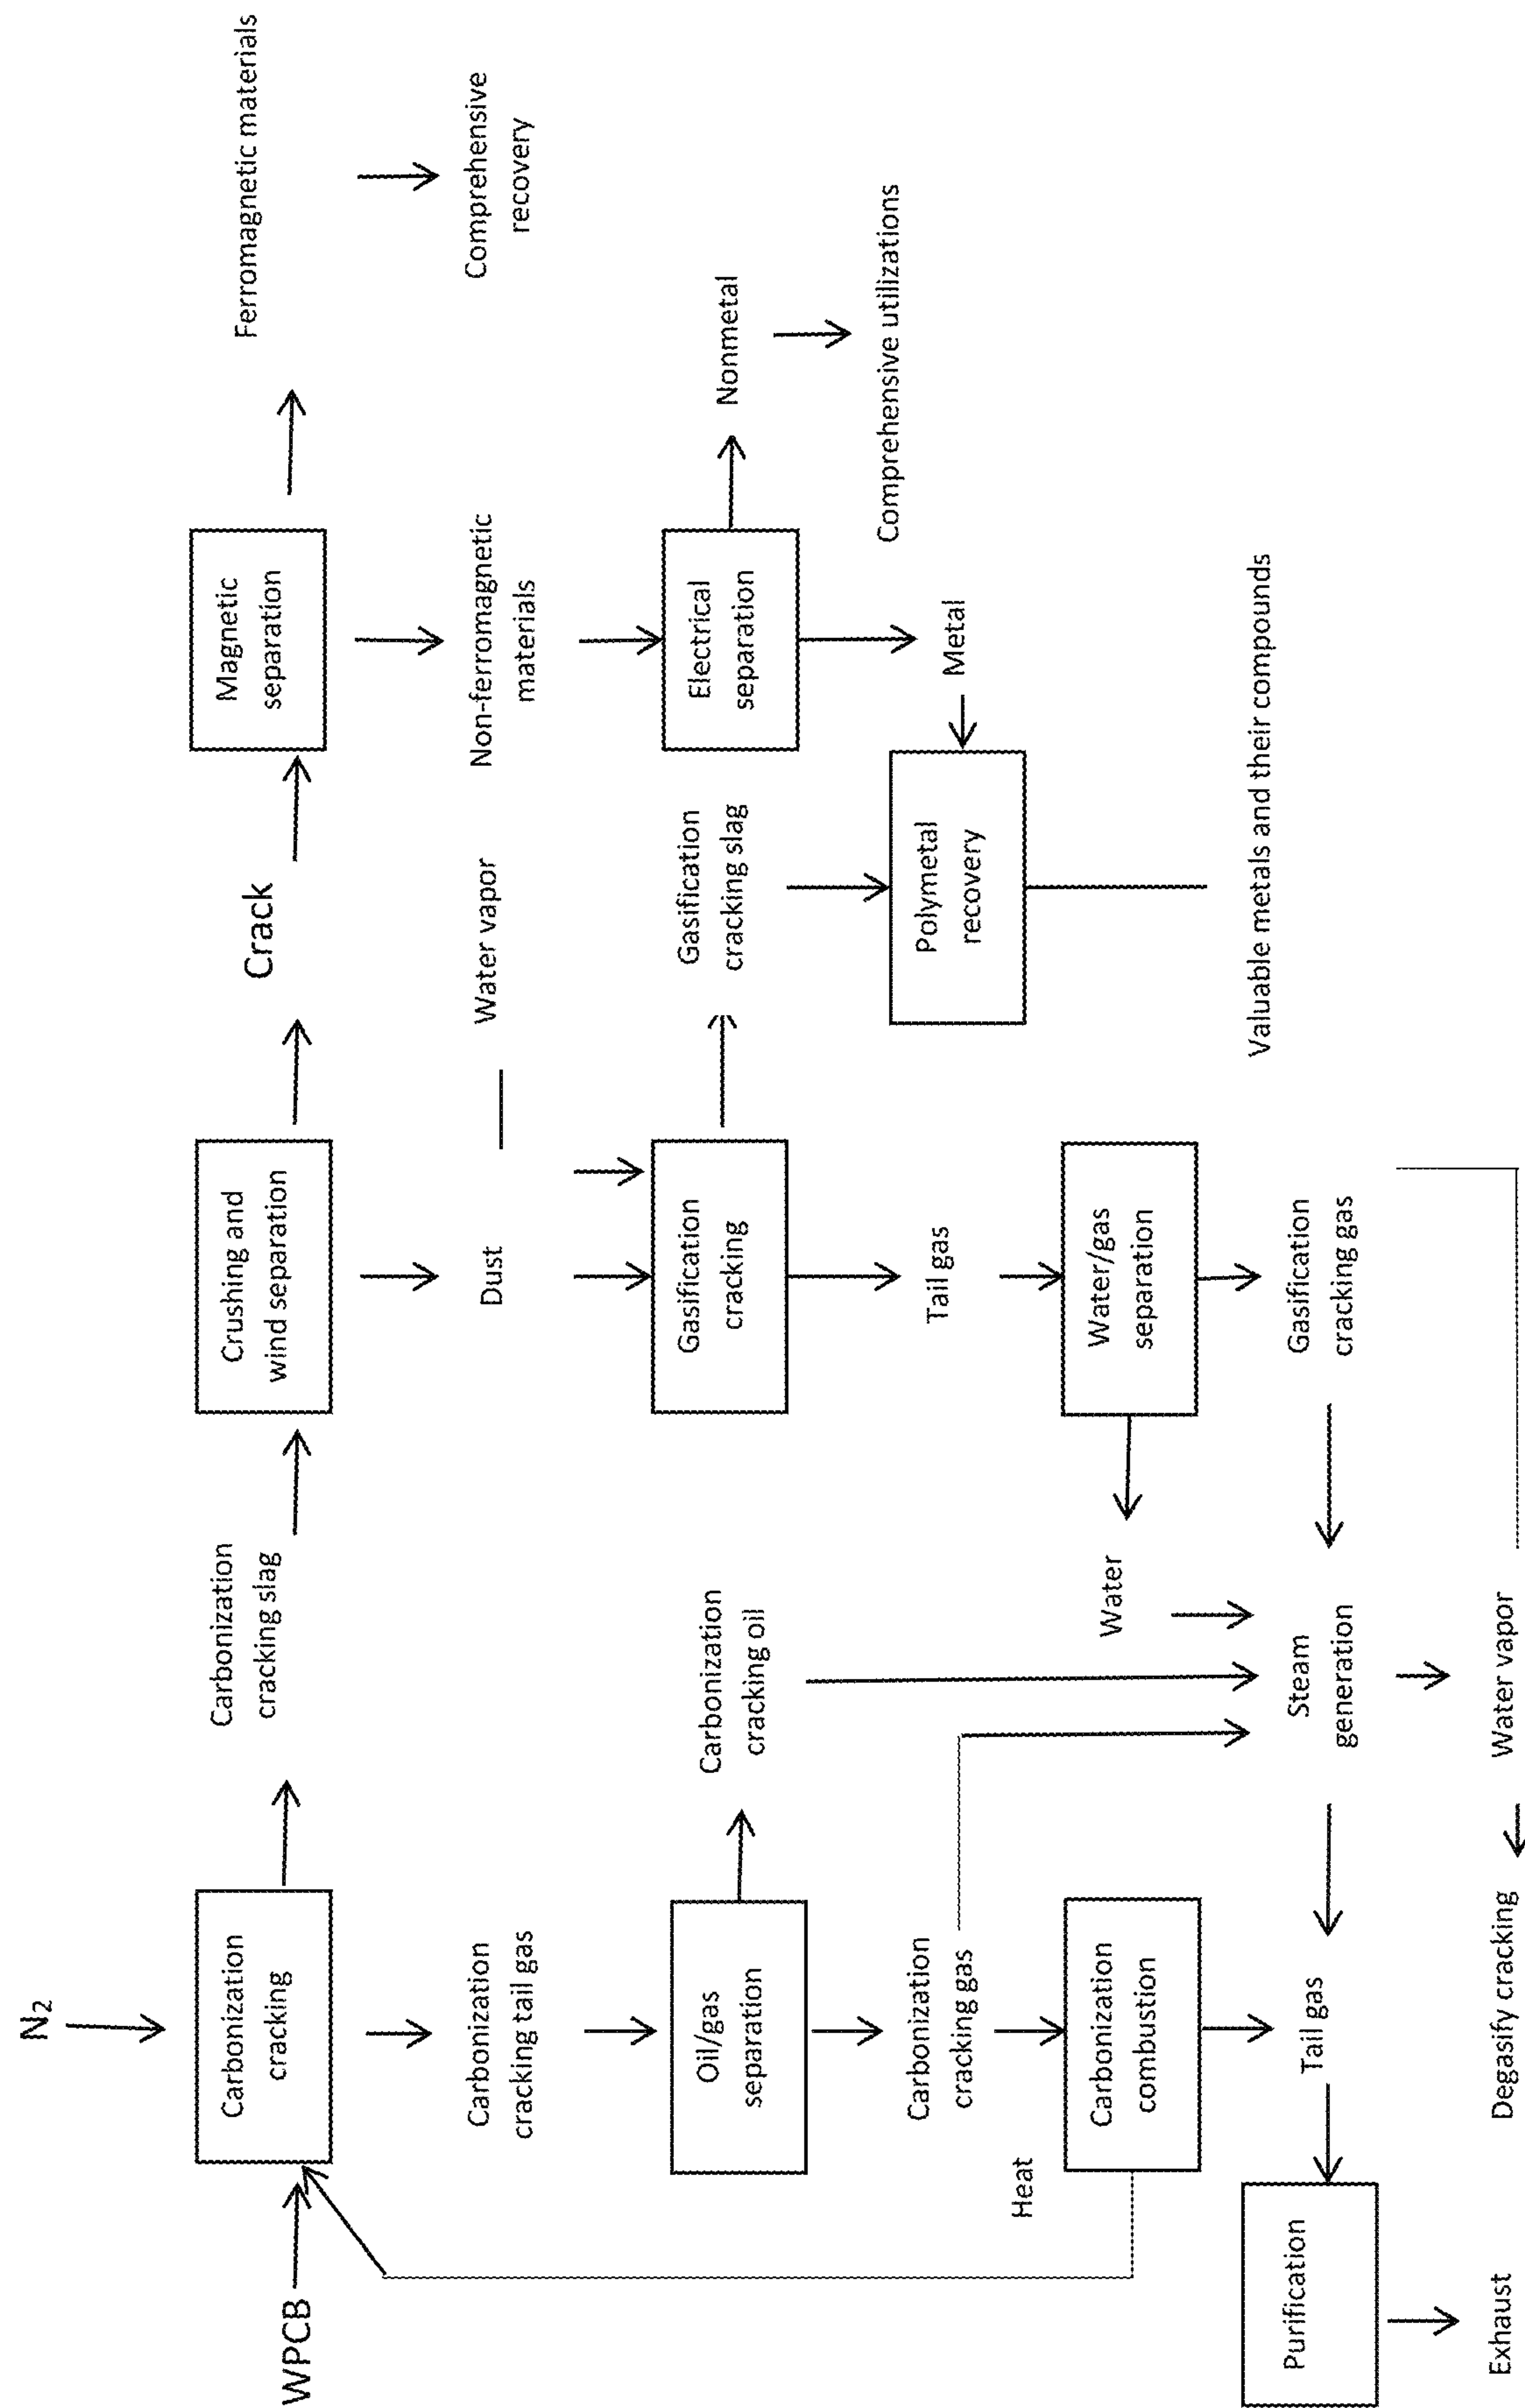 N2
WPCB
Carbonization
cracking
Carbonization
cracking slag
Crushing and
wind separation
Crack
Magnetic
separation
Ferromagnetic materials
Carbonization
cracking tail gas
Dust
Water vapor
Non-ferromagnetic
materials
Comprehensive
recovery
Oil/gas
separation
Carbonization
cracking oil
Gasification
cracking
Gasification
cracking slag
Electrical
separation
Nonmetal
Carbonization
cracking gas
Tail gas
Polymetal
recovery
Metal
Comprehensive utilizations
Heat
Carbonization
combustion
Water
Water/gas
separation
Purification
Tail gas
Steam
generation
Gasification
cracking gas
Valuable metals and their compounds
Exhaust
Degasify cracking
Water vapor